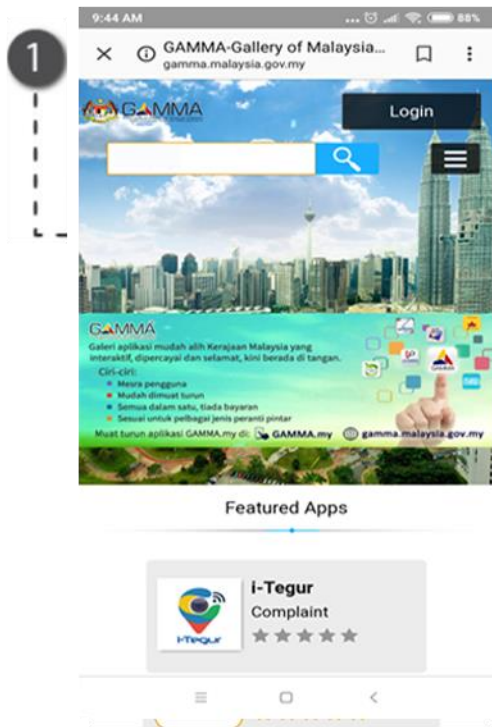 1
9:44 AM
... 88%
GAMMA-Gallery of Malaysia...
gamma.malaysia.gov.my
GAMMA
Login
GAMMA
Galeri aplikasi mudah alih Kerajaan Malaysia yang
interaktif, dipercayai dan selamat, kini berada di tangan.
Ciri-ciri:
Mesra pengguna
Mudah dimuat turun
Semua dalam satu, tiada bayaran
Sesuai untuk pelbagai jenis peranti pintar
Muat turun aplikasi GAMMA.my di: GAMMA.my gamma.malaysia.gov.my
Featured Apps
i-Tegur
Complaint
i-Tegur